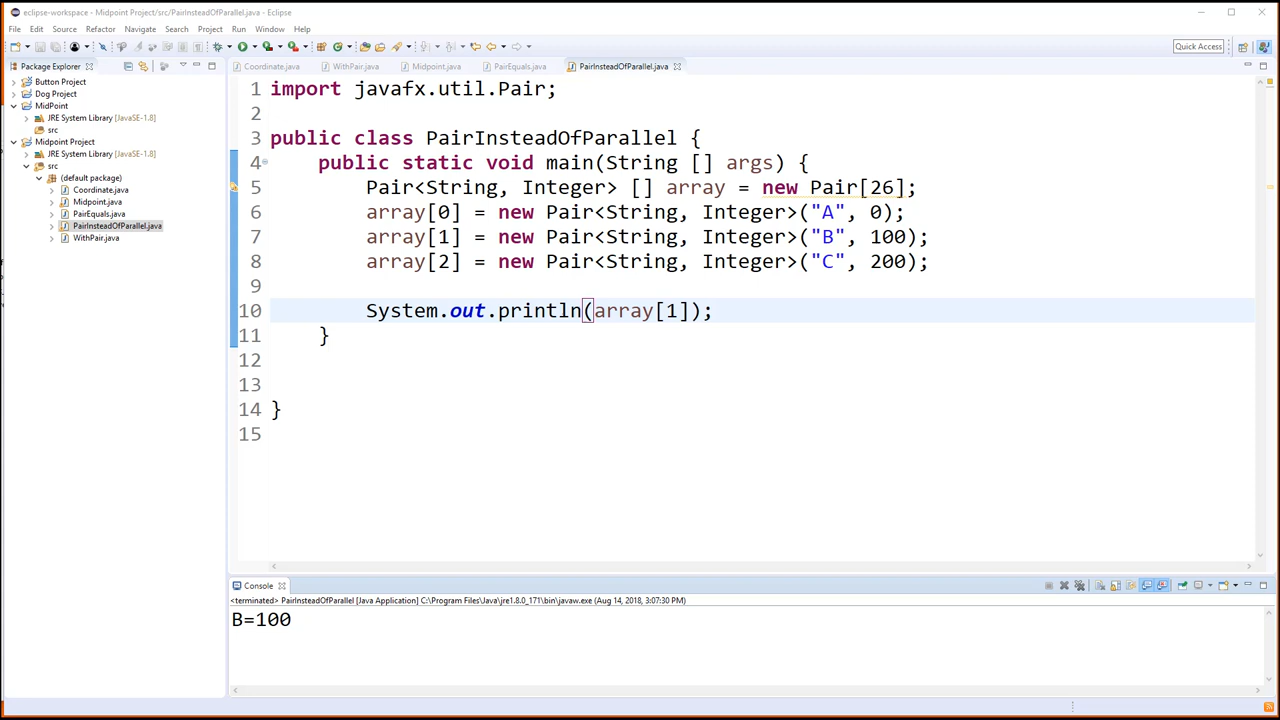 eclipse-workspace - Midpoint Project/src/PairInsteadOfParallel.java - Eclipse
File Edit Source Refactor Navigate Search Project Run Window Help
Quick Access
Package Explorer
Coordinate.java WithPair.java Midpoint.java PairEquals.java PairInsteadOfParallel.java
Button Project
Dog Project
MidPoint
JRE System Library [JavaSE-1.8]
src
Midpoint Project
JRE System Library [JavaSE-1.8]
src
(default package)
Coordinate.java
Midpoint.java
PairEquals.java
PairInsteadOfParallel.java
WithPair.java
1 import javafx.util.Pair;
2
3 public class PairInsteadOfParallel {
4 public static void main(String [] args) {
5 Pair<String, Integer> [] array = new Pair[26];
6 array[0] = new Pair<String, Integer>("A", 0);
7 array[1] = new Pair<String, Integer>("B", 100);
8 array[2] = new Pair<String, Integer>("C", 200);
9
10 System.out.println(array[1]);
11 }
12
13
14 }
15
Console
<terminated> PairInsteadOfParallel [Java Application] C:\Program Files\Java\jre1.8.0_171\bin\javaw.exe (Aug 14, 2018, 3:07:30 PM)
B=100